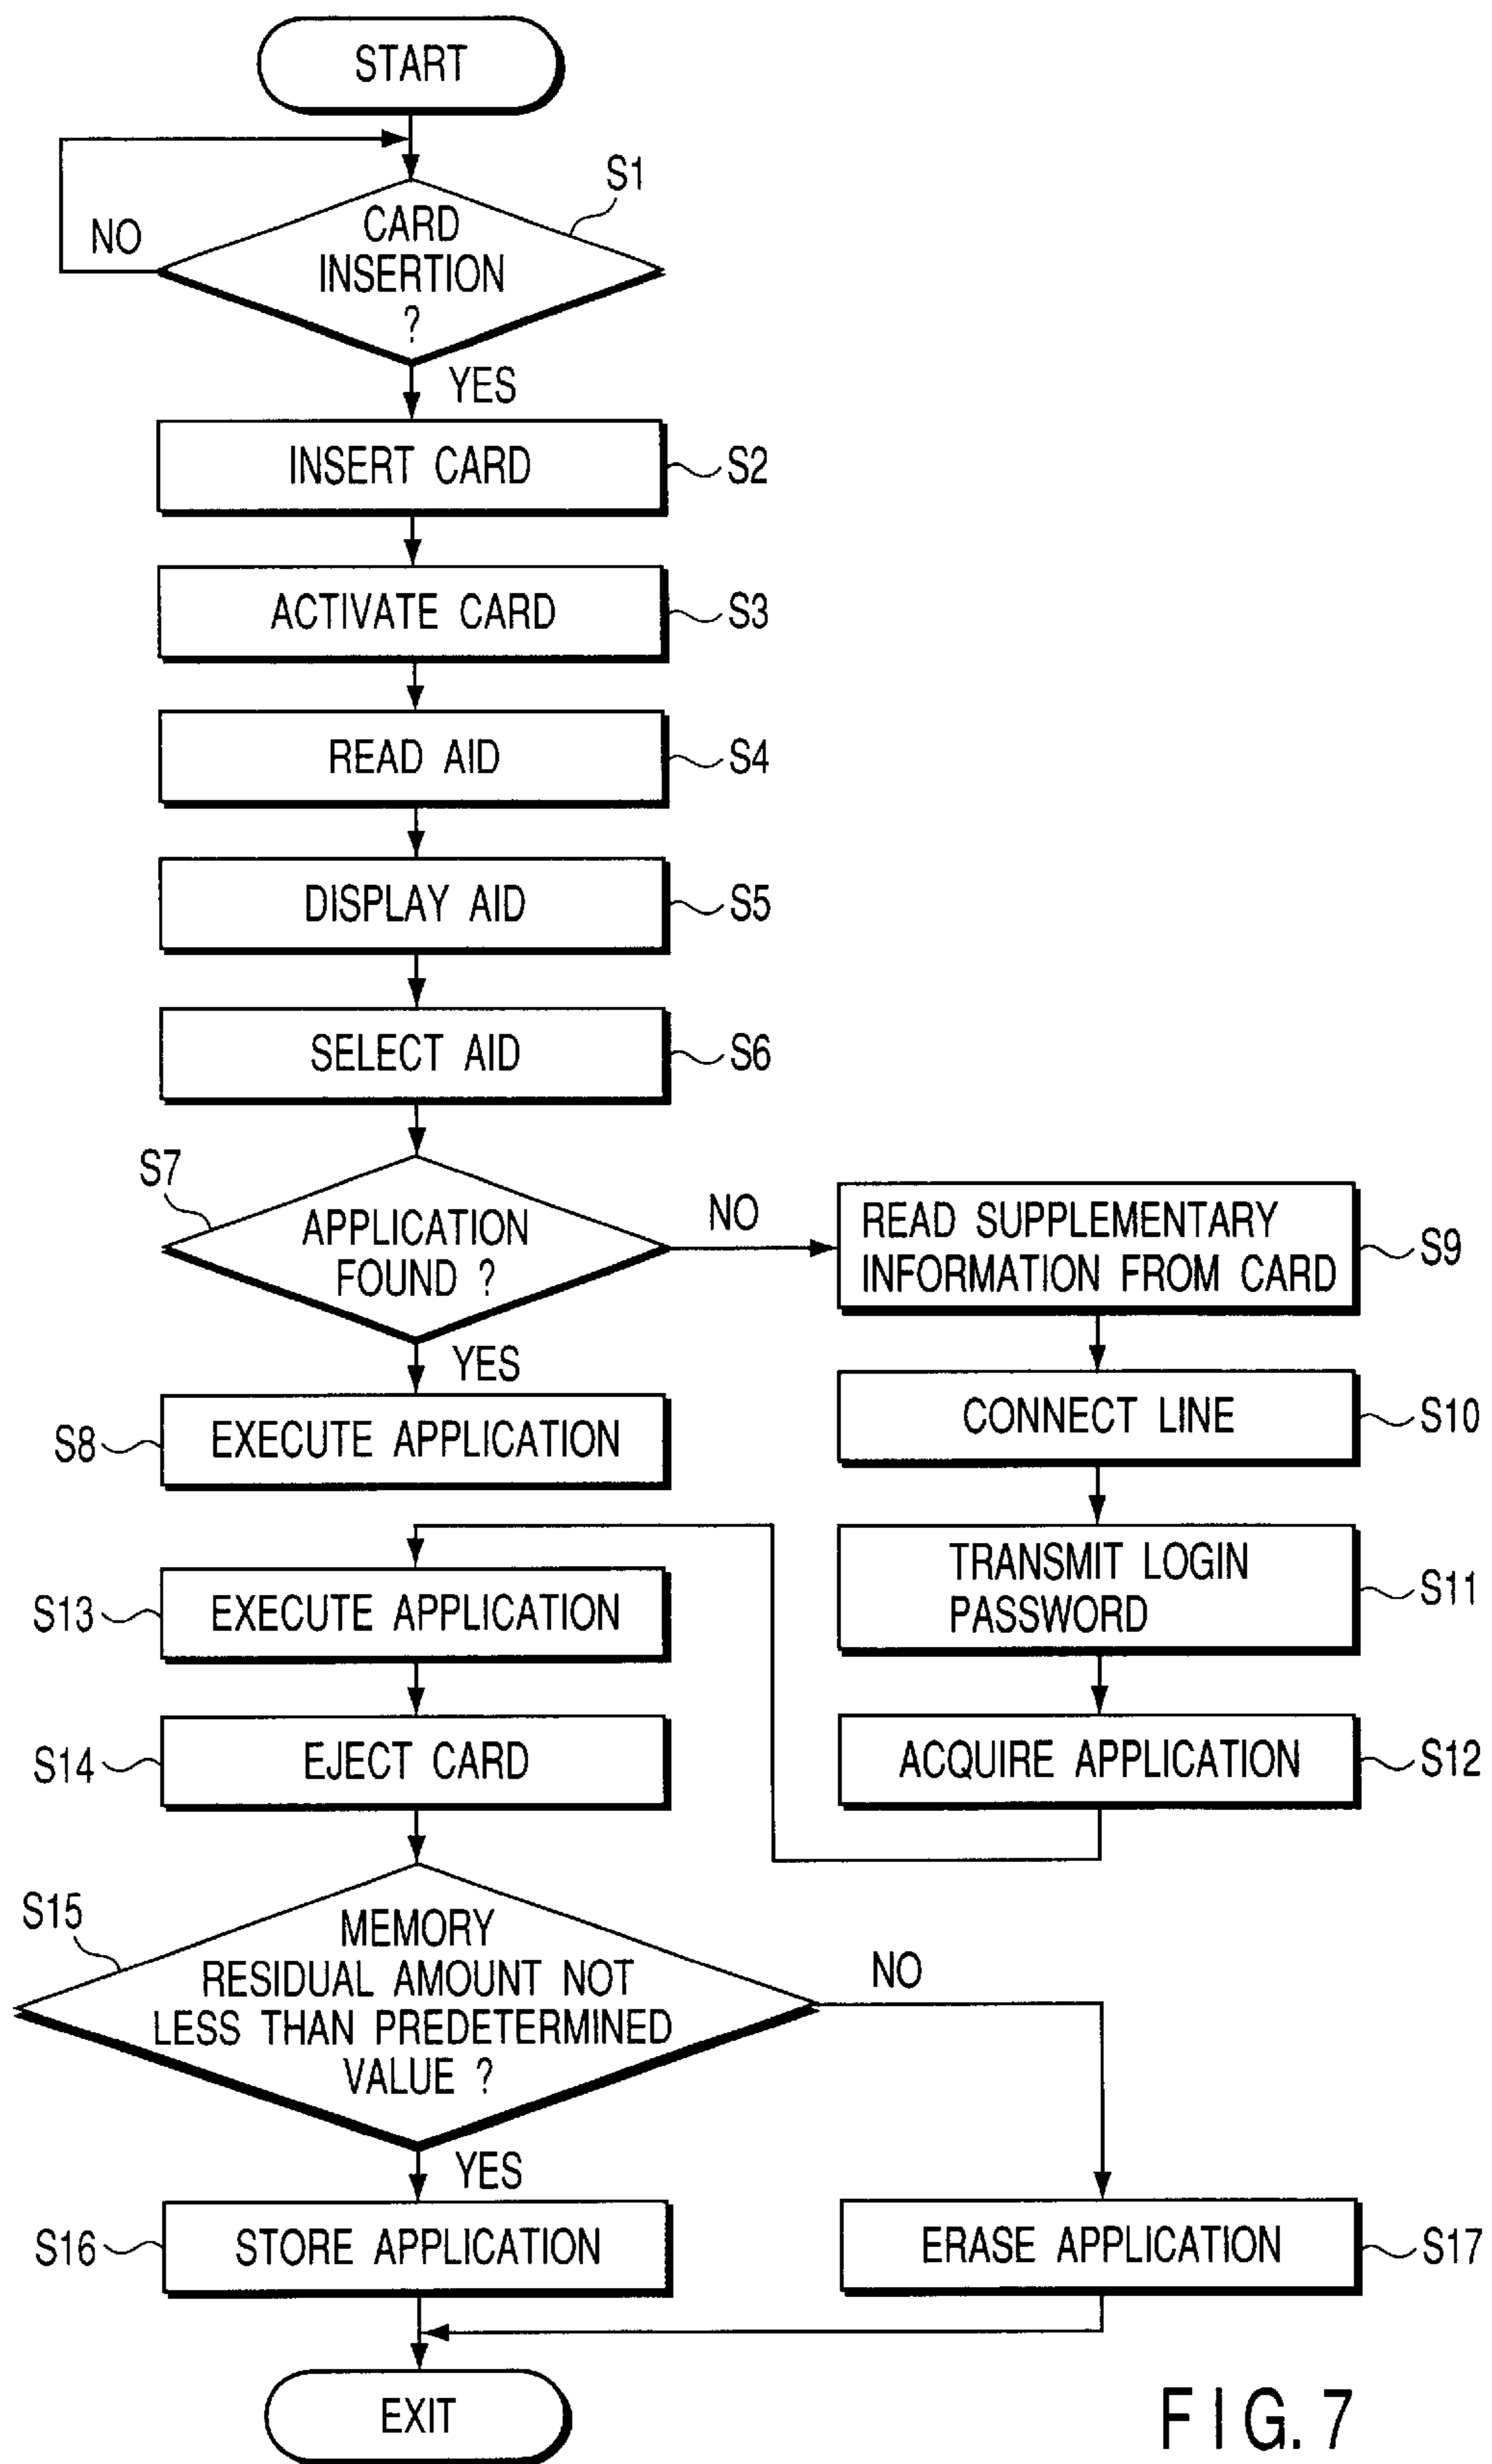 START
S1
NO
CARD
INSERTION
?
YES
INSERT CARD
S2
ACTIVATE CARD
S3
READ AID
S4
DISPLAY AID
S5
SELECT AID
S6
S7
APPLICATION
FOUND ?
NO
READ SUPPLEMENTARY
INFORMATION FROM CARD
S9
YES
S8
EXECUTE APPLICATION
CONNECT LINE
S10
TRANSMIT LOGIN
PASSWORD
S11
S13
EXECUTE APPLICATION
S14
EJECT CARD
ACQUIRE APPLICATION
S12
S15
MEMORY
RESIDUAL AMOUNT NOT
LESS THAN PREDETERMINED
VALUE ?
NO
YES
S16
STORE APPLICATION
ERASE APPLICATION
S17
EXIT
FIG. 7